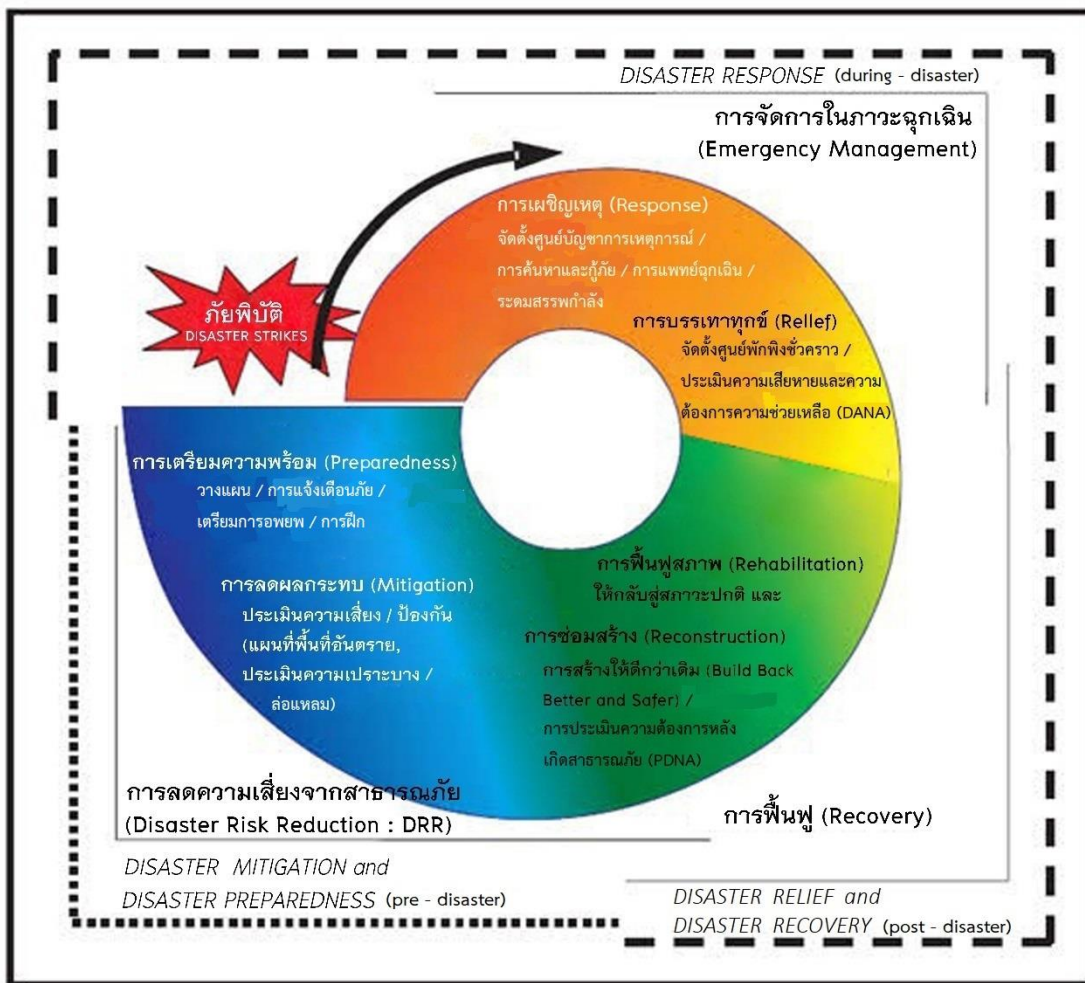 DISASTER RESPONSE (during - disaster)
การจัดการในภาวะฉุกเฉิน
(Emergency Management)
การเผชิญเหตุ (Response)
จัดตั้งศูนย์บัญชาการเหตุการณ์ /
การค้นหาและกู้ภัย / การแพทย์ฉุกเฉิน /
ระดมสรรพกำลัง
ภัยพิบัติ
DISASTER STRIKES
การบรรเทาทุกข์ (Rellef)
จัดตั้งศูนย์พักพิงชั่วคราว /
ประเมินความเสียหายและความ
ต้องการความช่วยเหลือ (DANA)
การเตรียมความพร้อม (Preparedness)
วางแผน / การแจ้งเตือนภัย /
เตรียมการอพยพ / การฝึก
การลดผลกระทบ (Mitigation)
ประเมินความเสี่ยง / ป้องกัน
(แผนที่พื้นที่อันตราย,
ประเมินความเปราะบาง /
ล่อแหลม)
การฟื้นฟูสภาพ (Rehabilitation)
ให้กลับสู่สภาวะปกติ และ
การซ่อมสร้าง (Reconstruction)
การสร้างให้ดีกว่าเดิม (Build Back
Better and Safer) /
การประเมินความต้องการหลัง
เกิดสาธารณภัย (PDNA)
การลดความเสี่ยงจากสาธารณภัย
(Disaster Risk Reduction : DRR)
การฟื้นฟู (Recovery)
DISASTER MITIGATION and
DISASTER PREPAREDNESS (pre - disaster)
DISASTER RELIEF and
DISASTER RECOVERY (post - disaster)